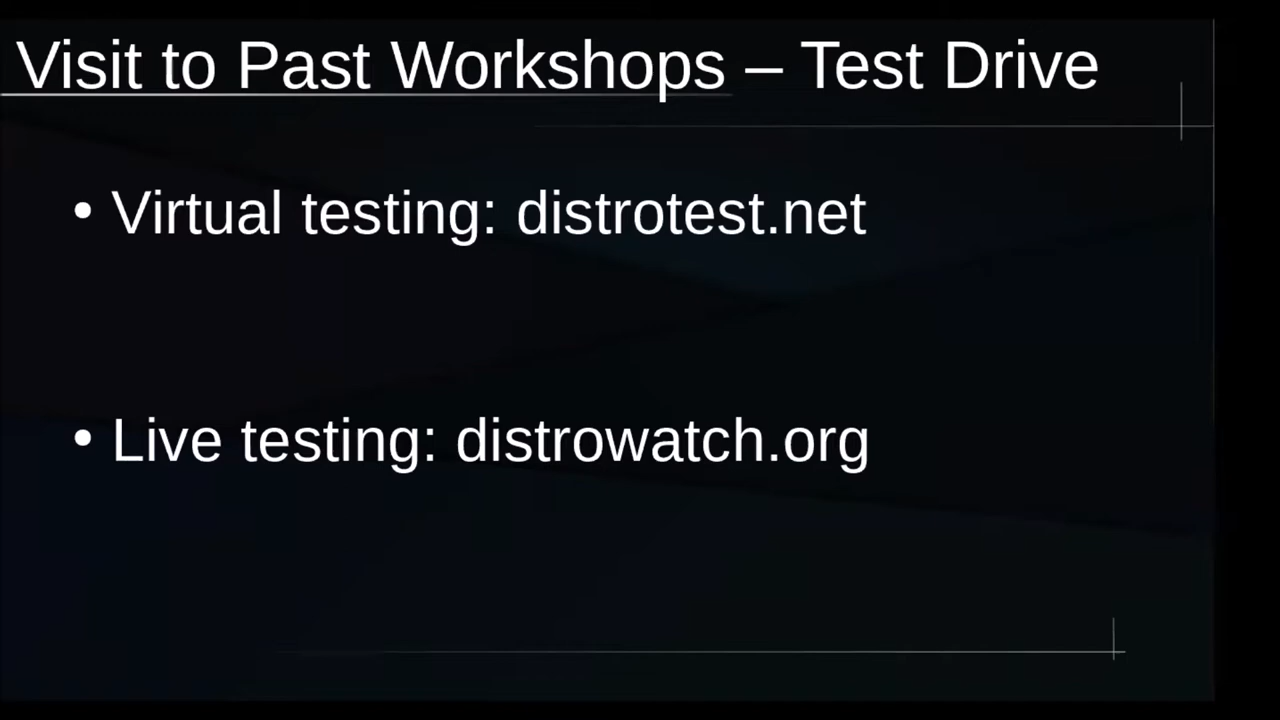 Visit to Past Workshops – Test Drive
• Virtual testing: distrotest.net
• Live testing: distrowatch.org